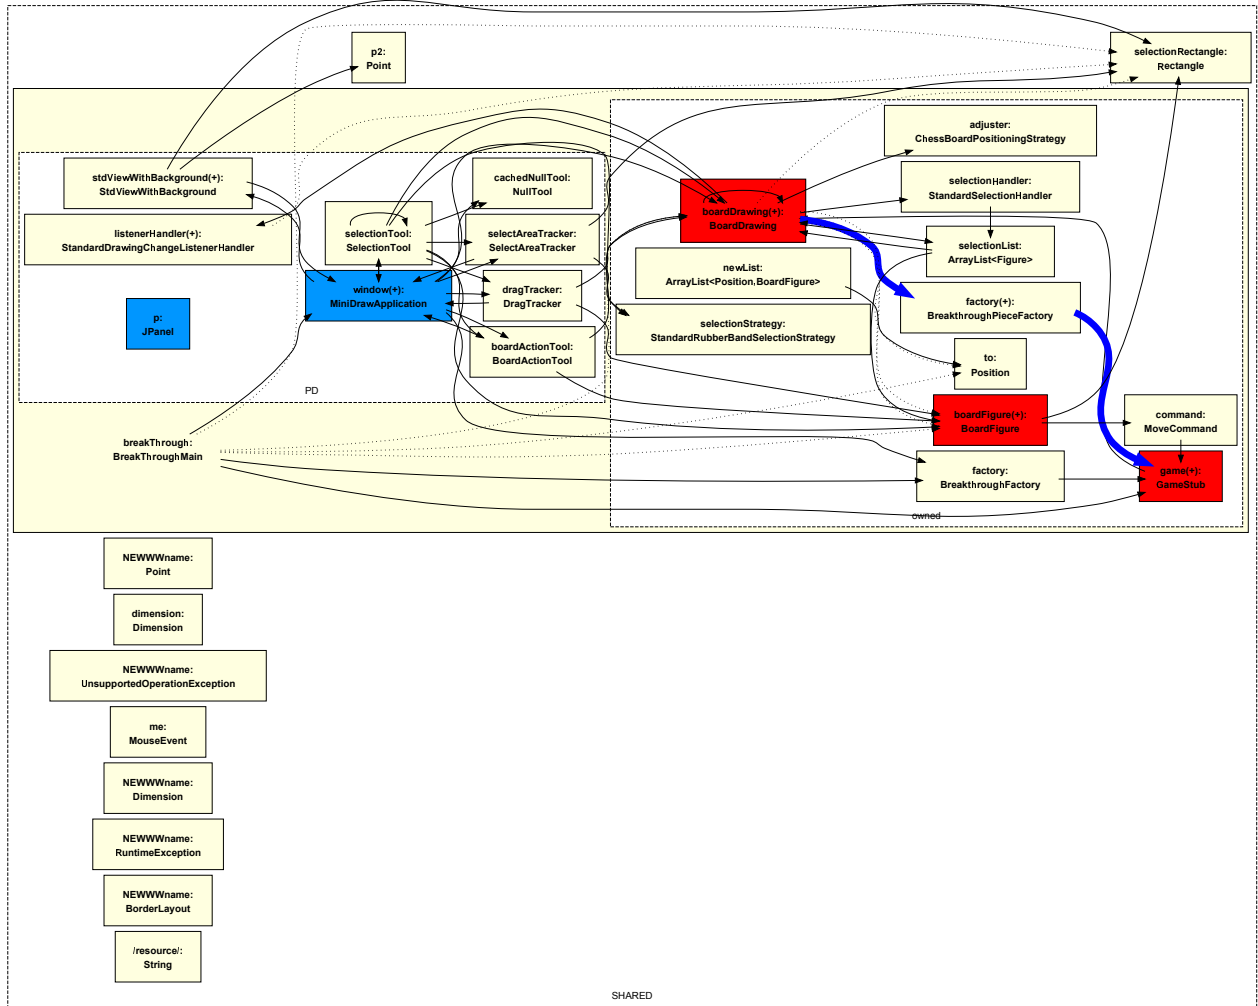 p2:
Point
selectionRectangle:
Rectangle
stdViewWithBackground(+):
StdViewWithBackground
listenerHandler(+):
StandardDrawingChangeListenerHandler
p:
JPanel
selectionTool:
SelectionTool
window(+):
MiniDrawApplication
cachedNullTool:
NullTool
selectAreaTracker:
SelectAreaTracker
dragTracker:
DragTracker
boardActionTool:
BoardActionTool
PD
breakThrough:
BreakThroughMain
boardDrawing(+):
BoardDrawing
newList:
ArrayList<Position,BoardFigure>
selectionStrategy:
StandardRubberBandSelectionStrategy
adjuster:
ChessBoardPositioningStrategy
selectionHandler:
StandardSelectionHandler
selectionList:
ArrayList<Figure>
factory(+):
BreakthroughPieceFactory
to:
Position
boardFigure(+):
BoardFigure
command:
MoveCommand
factory:
BreakthroughFactory
game(+):
GameStub
owned
NEWWWname:
Point
dimension:
Dimension
NEWWWname:
UnsupportedOperationException
me:
MouseEvent
NEWWWname:
Dimension
NEWWWname:
RuntimeException
NEWWWname:
BorderLayout
/resource/:
String
SHARED